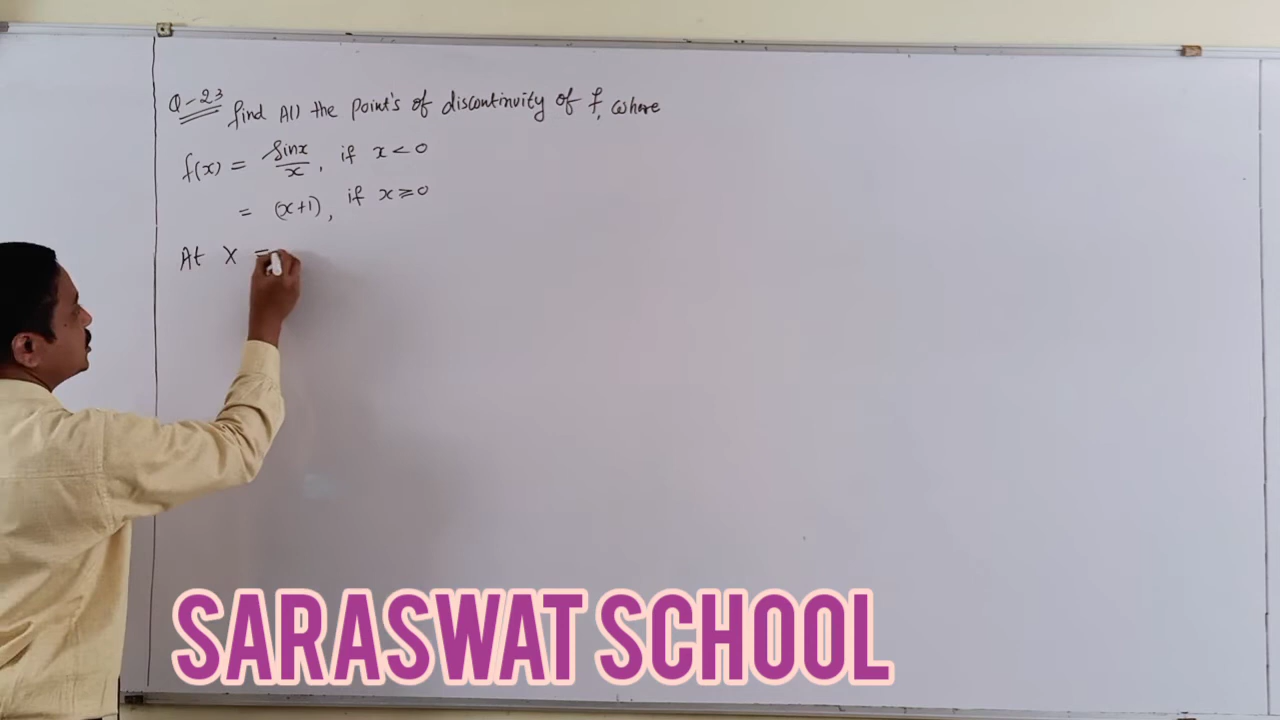 Q-23 find All the Point's of discontinuity of f, where
f(x) = sinx/x, if x < 0
= (x+1), if x ≥ 0
At X =
SARASWAT SCHOOL